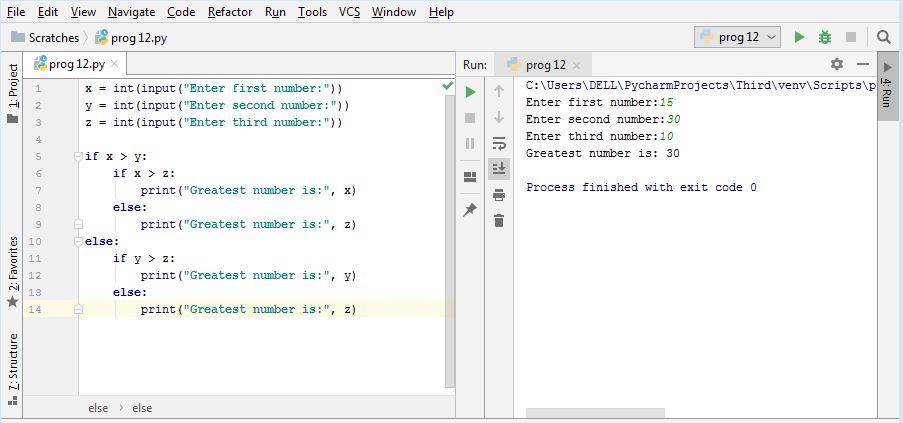 File Edit View Navigate Code Refactor Run Tools VCS Window Help
Scratches prog 12.py prog 12
1: Project
prog 12.py
1 x = int(input("Enter first number:"))
2 y = int(input("Enter second number:"))
3 z = int(input("Enter third number:"))
4
5 if x > y:
6 if x > z:
7 print("Greatest number is:", x)
8 else:
9 print("Greatest number is:", z)
10 else:
11 if y > z:
12 print("Greatest number is:", y)
13 else:
14 print("Greatest number is:", z)
else else
2: Favorites
7: Structure
Run: prog 12
C:\Users\DELL\PycharmProjects\Third\venv\Scripts\p
Enter first number:15
Enter second number:30
Enter third number:10
Greatest number is: 30
Process finished with exit code 0
4: Run